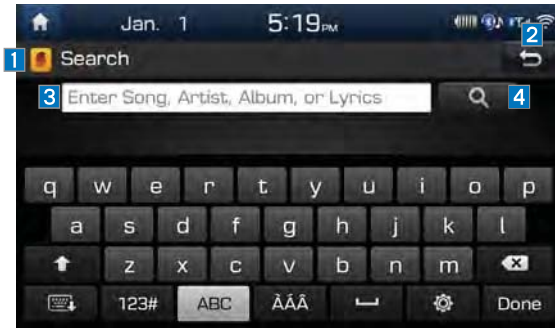 Jan. 1 5:19PM
2
1 Search
3 Enter Song, Artist, Album, or Lyrics 4
q w e r t y u i o p
a s d f g h j k l
z x c v b n m
123# ABC ÀÁÂ Done